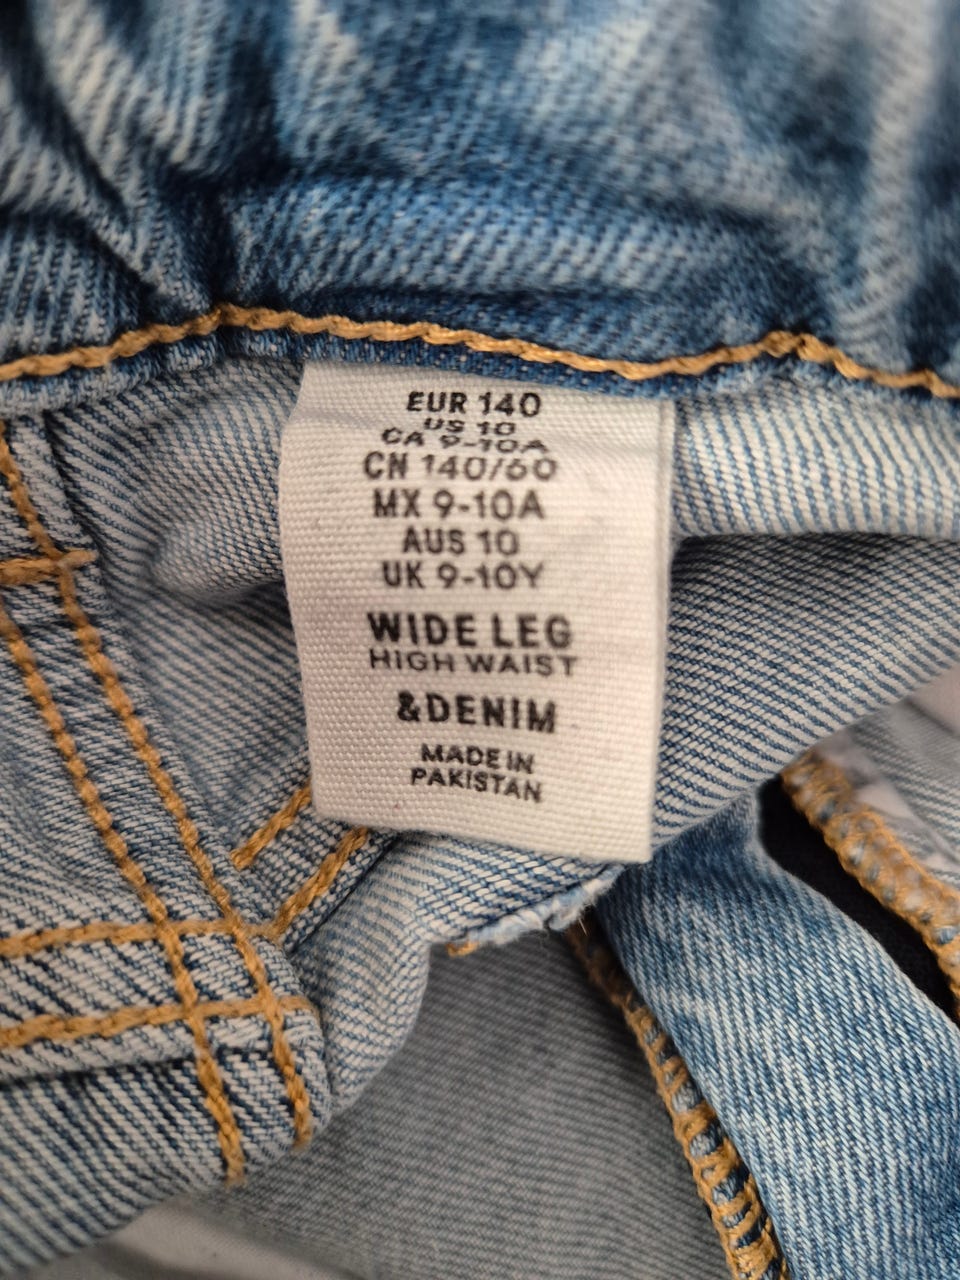 EUR 140
US 10
CA 9-10A
CN 140/60
MX 9-10A
AUS 10
UK 9-10Y
WIDE LEG
HIGH WAIST
&DENIM
MADE IN
PAKISTAN